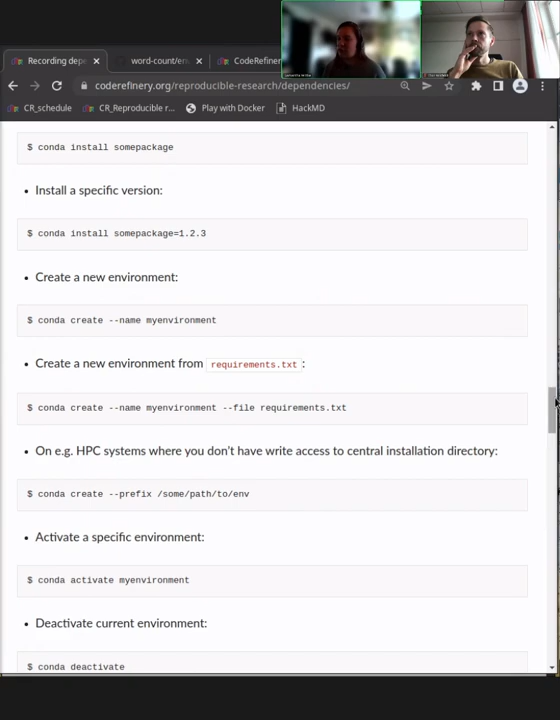 Recording depe
word-count/env
CodeRefiner
coderefinery.org/reproducible-research/dependencies/
CR_schedule
CR_Reproducible r...
Play with Docker
HackMD
$ conda install somepackage
• Install a specific version:
$ conda install somepackage=1.2.3
• Create a new environment:
$ conda create --name myenvironment
• Create a new environment from requirements.txt:
$ conda create --name myenvironment --file requirements.txt
• On e.g. HPC systems where you don't have write access to central installation directory:
$ conda create --prefix /some/path/to/env
• Activate a specific environment:
$ conda activate myenvironment
• Deactivate current environment:
$ conda deactivate